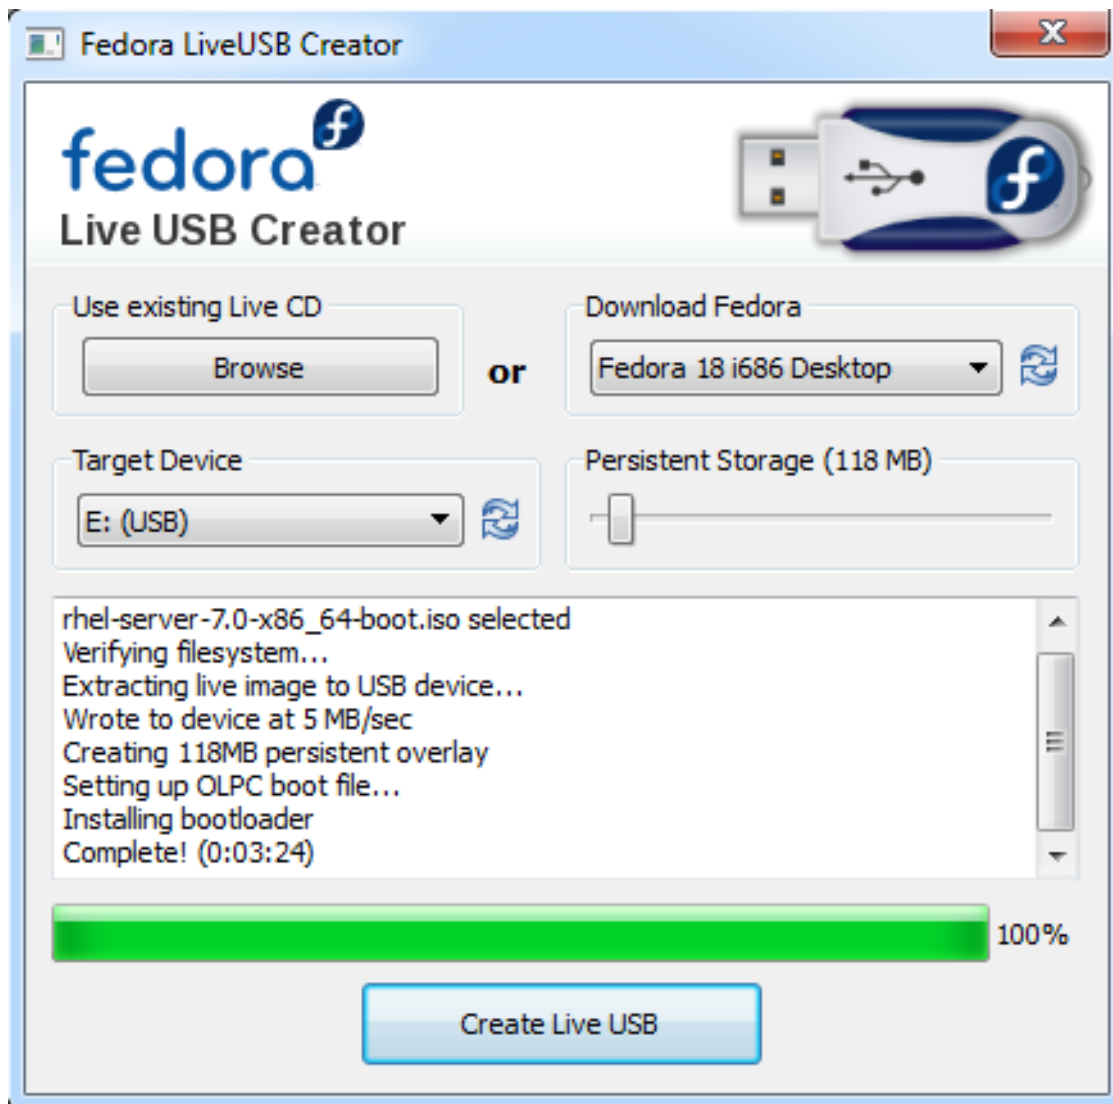 Fedora LiveUSB Creator
fedora
Live USB Creator
Use existing Live CD
Browse
or
Download Fedora
Fedora 18 i686 Desktop
Target Device
E: (USB)
Persistent Storage (118 MB)
rhel-server-7.0-x86_64-boot.iso selected
Verifying filesystem...
Extracting live image to USB device...
Wrote to device at 5 MB/sec
Creating 118MB persistent overlay
Setting up OLPC boot file...
Installing bootloader
Complete! (0:03:24)
100%
Create Live USB